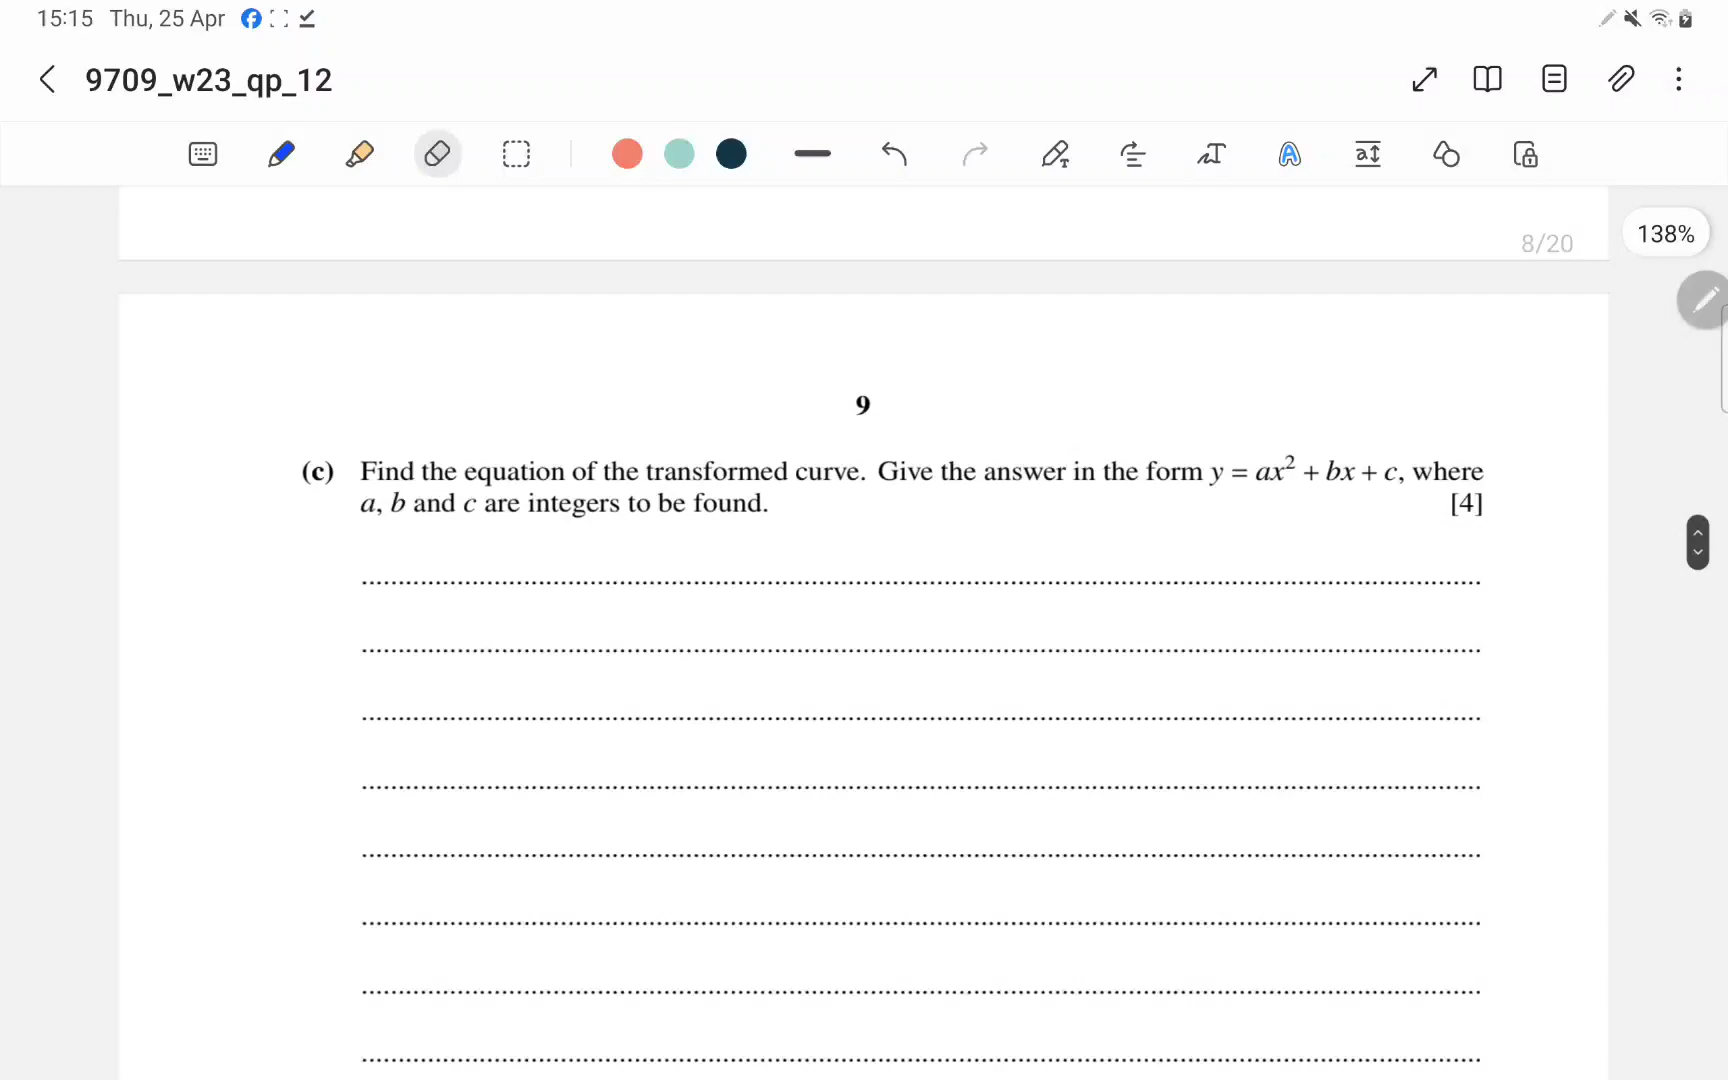 15:15 Thu, 25 Apr
9709_w23_qp_12
8/20
138%
9
(c) Find the equation of the transformed curve. Give the answer in the form y = ax² + bx + c, where
a, b and c are integers to be found. [4]